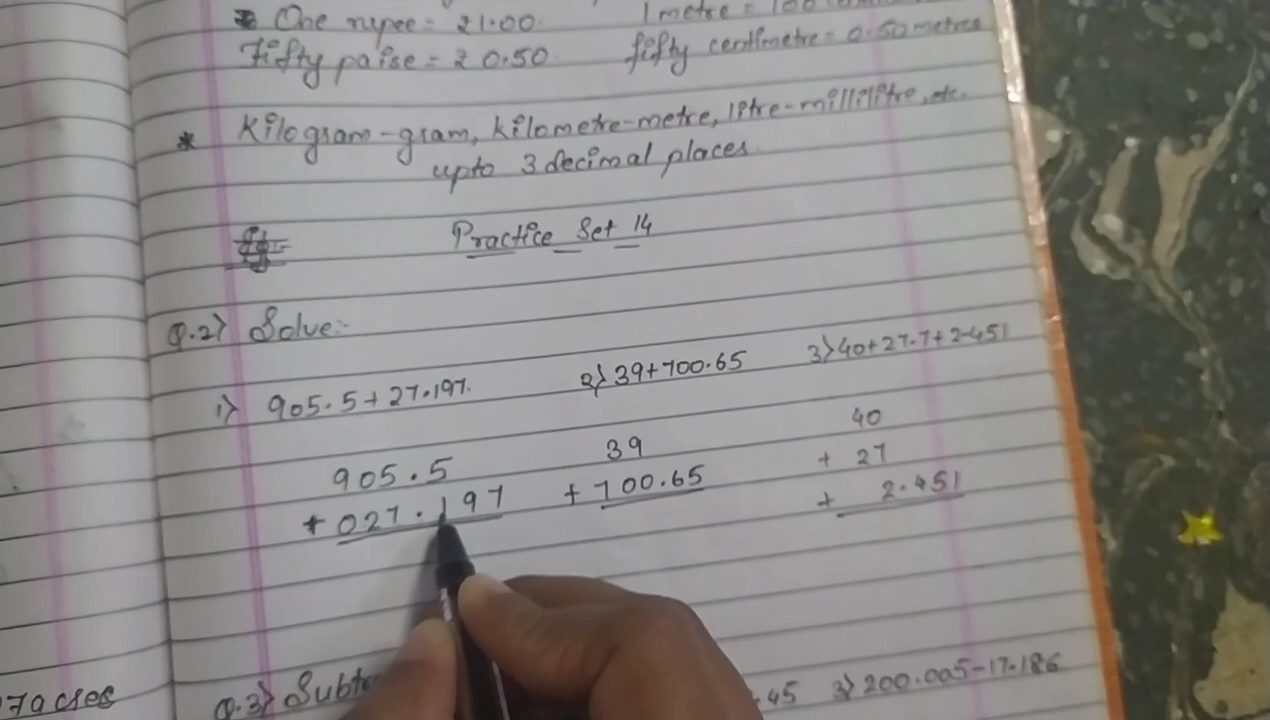 One rupee = ₹1.00 1 metre = 100
Fifty paise = ₹0.50 fifty centimetre = 0.50 metres
* Kilogram-gram, kilometre-metre, litre-millilitre, etc.
upto 3 decimal places.
Practice Set 14
Q.2) Solve:-
1) 905.5 + 27.197. 2) 39+700.65 3) 40+27.7+2.451
905.5 39 40
+ 027.197 + 700.65 + 27
+ 2.451
Q.3) .45 3) 200.005-17.186